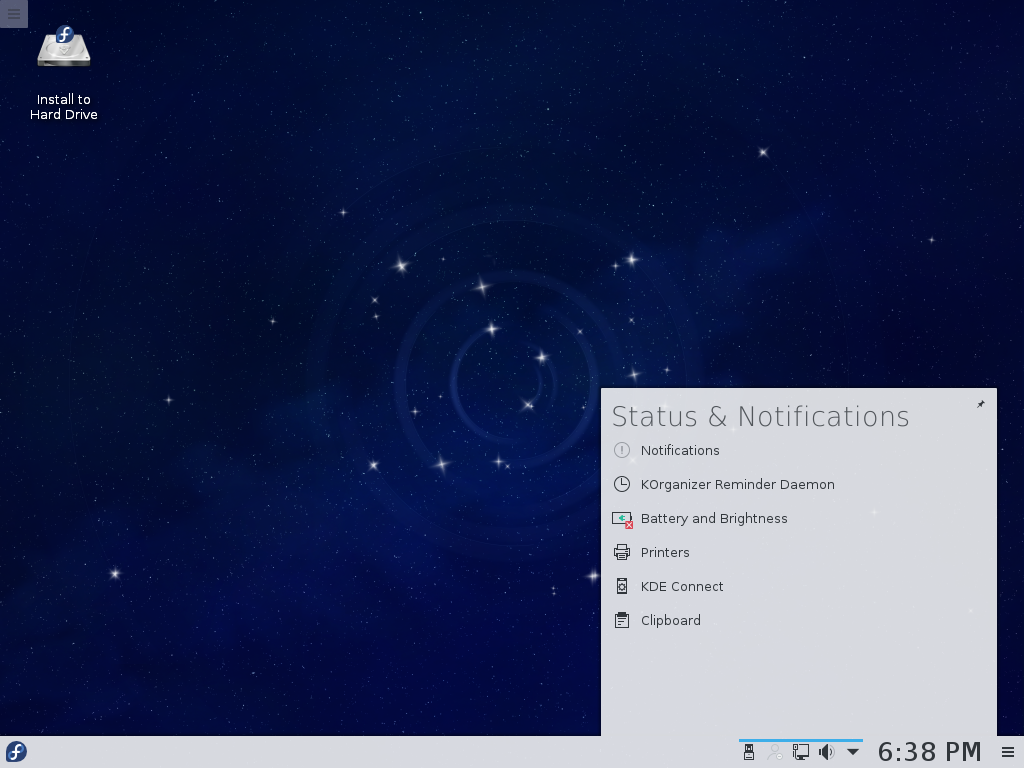 Install to
Hard Drive
Status & Notifications
Notifications
KOrganizer Reminder Daemon
Battery and Brightness
Printers
KDE Connect
Clipboard
6:38 PM